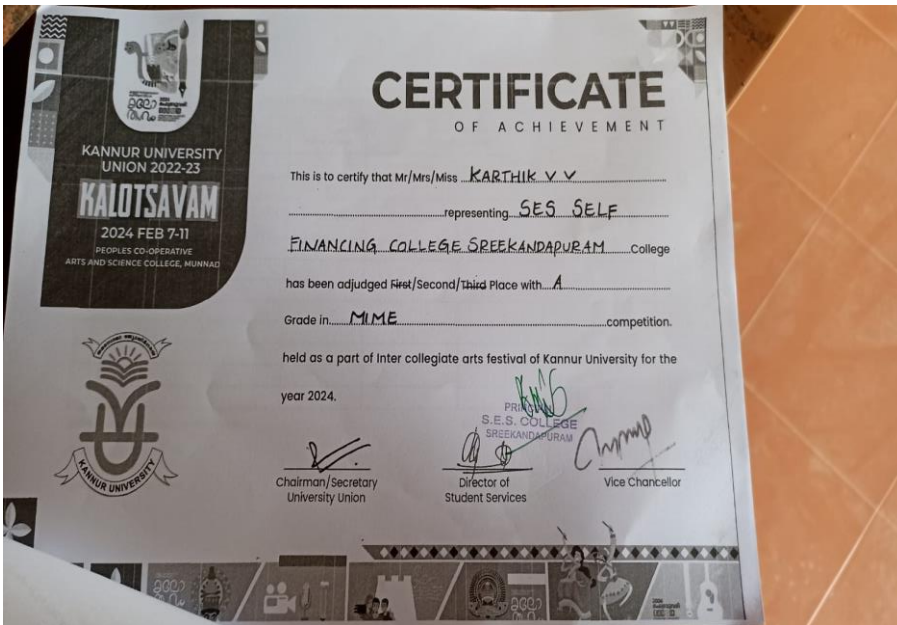 കലോ
KANNUR UNIVERSITY
UNION 2022-23
KALOTSAVAM
2024 FEB 7-11
PEOPLES CO-OPERATIVE
ARTS AND SCIENCE COLLEGE, MUNNAD
CERTIFICATE
OF ACHIEVEMENT
This is to certify that Mr/Mrs/Miss KARTHIK V V
representing SES SELF
FINANCING COLLEGE SREEKANDAPURAM College
has been adjudged First/Second/Third Place with A
Grade in MIME competition.
held as a part of Inter collegiate arts festival of Kannur University for the
year 2024.
S.E.S. COLLEGE
SREEKANDAPURAM
Chairman/Secretary
University Union
Director of
Student Services
Vice Chancellor
KANNUR UNIVERSITY